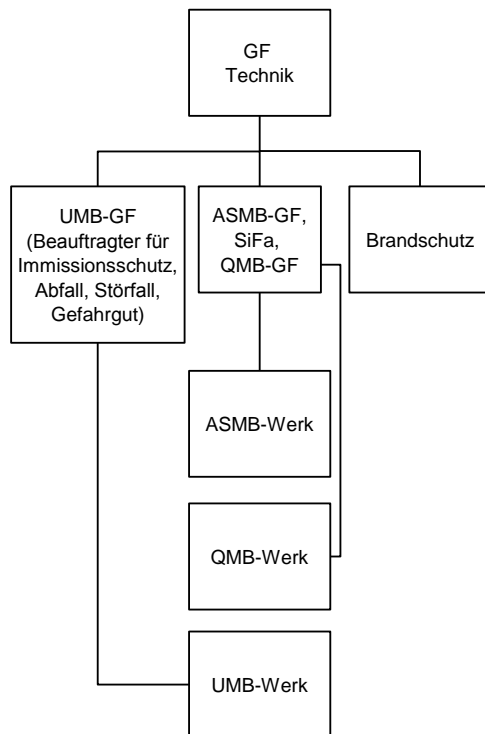 GF
Technik
UMB-GF
(Beauftragter für
Immissionsschutz,
Abfall, Störfall,
Gefahrgut)
ASMB-GF,
SiFa,
QMB-GF
Brandschutz
ASMB-Werk
QMB-Werk
UMB-Werk